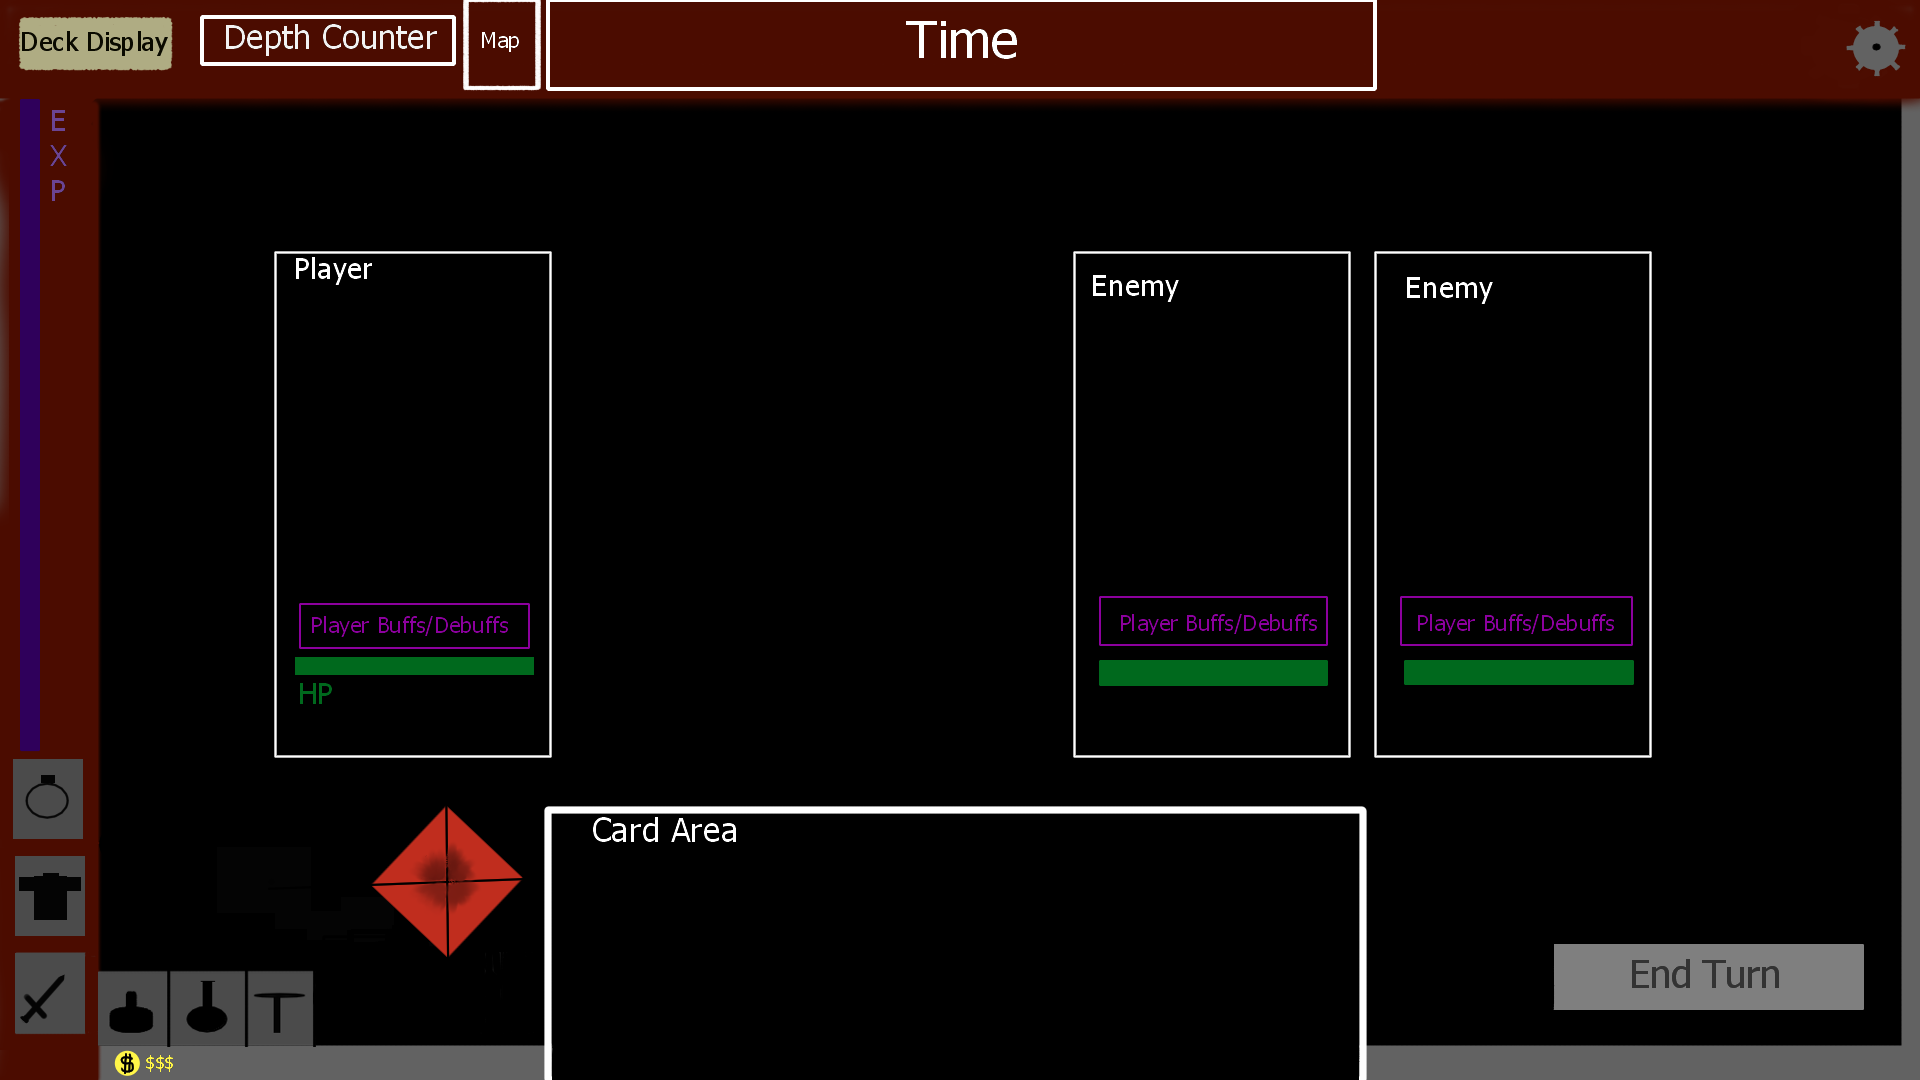 Deck Display
Depth Counter
Map
Time
E
X
P
Player
Enemy
Enemy
Player Buffs/Debuffs
Player Buffs/Debuffs
Player Buffs/Debuffs
HP
Card Area
End Turn
$ $$$